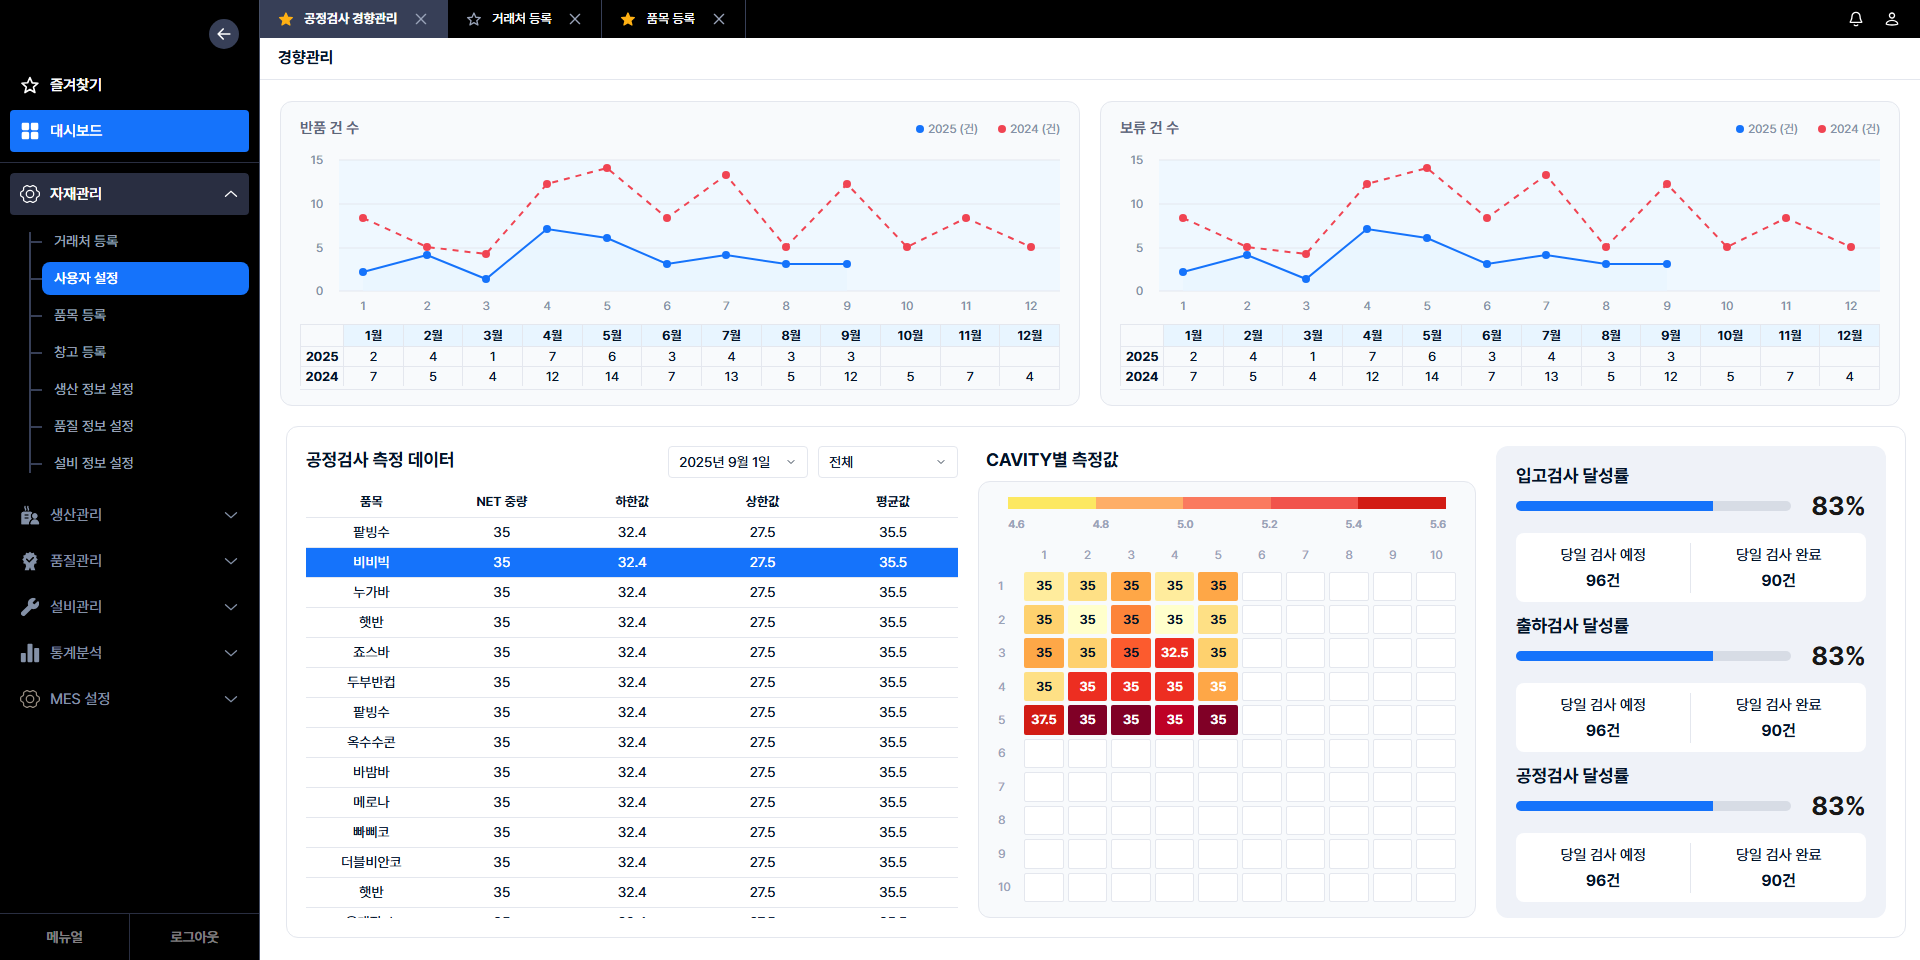 공정검사 경향관리
거래처 등록
품목 등록
경향관리
즐겨찾기
대시보드
자재관리
거래처 등록
사용자 설정
품목 등록
창고 등록
생산 정보 설정
품질 정보 설정
설비 정보 설정
생산관리
품질관리
설비관리
통계분석
MES 설정
메뉴얼 로그아웃
반품 건 수
2025 (건) 2024 (건)
15
10
5
0
1 2 3 4 5 6 7 8 9 10 11 12
1월 2월 3월 4월 5월 6월 7월 8월 9월 10월 11월 12월
2025 2 4 1 7 6 3 4 3 3
2024 7 5 4 12 14 7 13 5 12 5 7 4
보류 건 수
2025 (건) 2024 (건)
15
10
5
0
1 2 3 4 5 6 7 8 9 10 11 12
1월 2월 3월 4월 5월 6월 7월 8월 9월 10월 11월 12월
2025 2 4 1 7 6 3 4 3 3
2024 7 5 4 12 14 7 13 5 12 5 7 4
공정검사 측정 데이터
2025년 9월 1일
전체
품목 NET 중량 하한값 상한값 평균값
팥빙수 35 32.4 27.5 35.5
비비빅 35 32.4 27.5 35.5
누가바 35 32.4 27.5 35.5
햇반 35 32.4 27.5 35.5
죠스바 35 32.4 27.5 35.5
두부반컵 35 32.4 27.5 35.5
팥빙수 35 32.4 27.5 35.5
옥수수콘 35 32.4 27.5 35.5
바밤바 35 32.4 27.5 35.5
메로나 35 32.4 27.5 35.5
빠삐코 35 32.4 27.5 35.5
더블비안코 35 32.4 27.5 35.5
햇반 35 32.4 27.5 35.5
CAVITY별 측정값
4.6 4.8 5.0 5.2 5.4 5.6
1 2 3 4 5 6 7 8 9 10
1 35 35 35 35 35
2 35 35 35 35 35
3 35 35 35 32.5 35
4 35 35 35 35 35
5 37.5 35 35 35 35
6
7
8
9
10
입고검사 달성률
83%
당일 검사 예정 당일 검사 완료
96건 90건
출하검사 달성률
83%
당일 검사 예정 당일 검사 완료
96건 90건
공정검사 달성률
83%
당일 검사 예정 당일 검사 완료
96건 90건